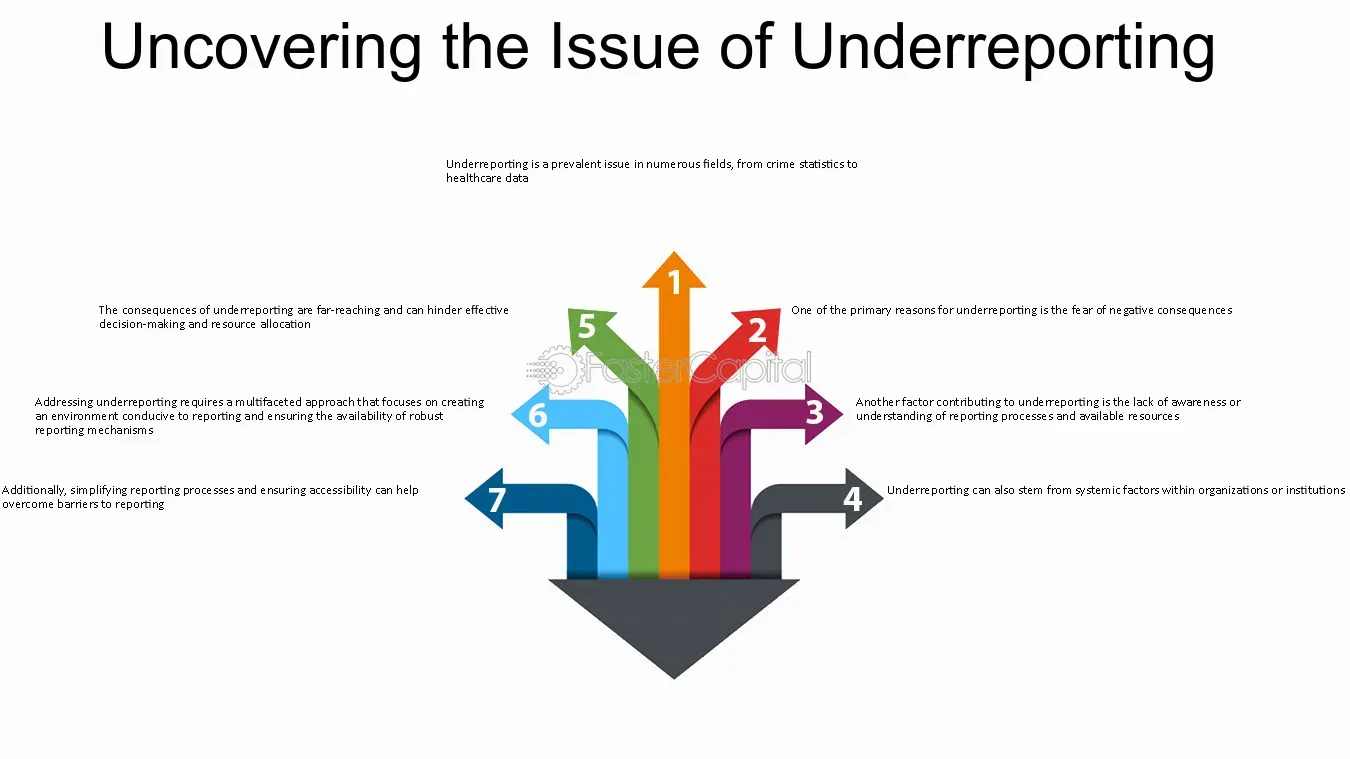 Uncovering the Issue of Underreporting
Underreporting is a prevalent issue in numerous fields, from crime statistics to
healthcare data
1
The consequences of underreporting are far-reaching and can hinder effective
decision-making and resource allocation
5
2
One of the primary reasons for underreporting is the fear of negative consequences
FasterCapital
Addressing underreporting requires a multifaceted approach that focuses on creating
an environment conducive to reporting and ensuring the availability of robust
reporting mechanisms
6
3
Another factor contributing to underreporting is the lack of awareness or
understanding of reporting processes and available resources
Additionally, simplifying reporting processes and ensuring accessibility can help
overcome barriers to reporting
7
4
Underreporting can also stem from systemic factors within organizations or institutions